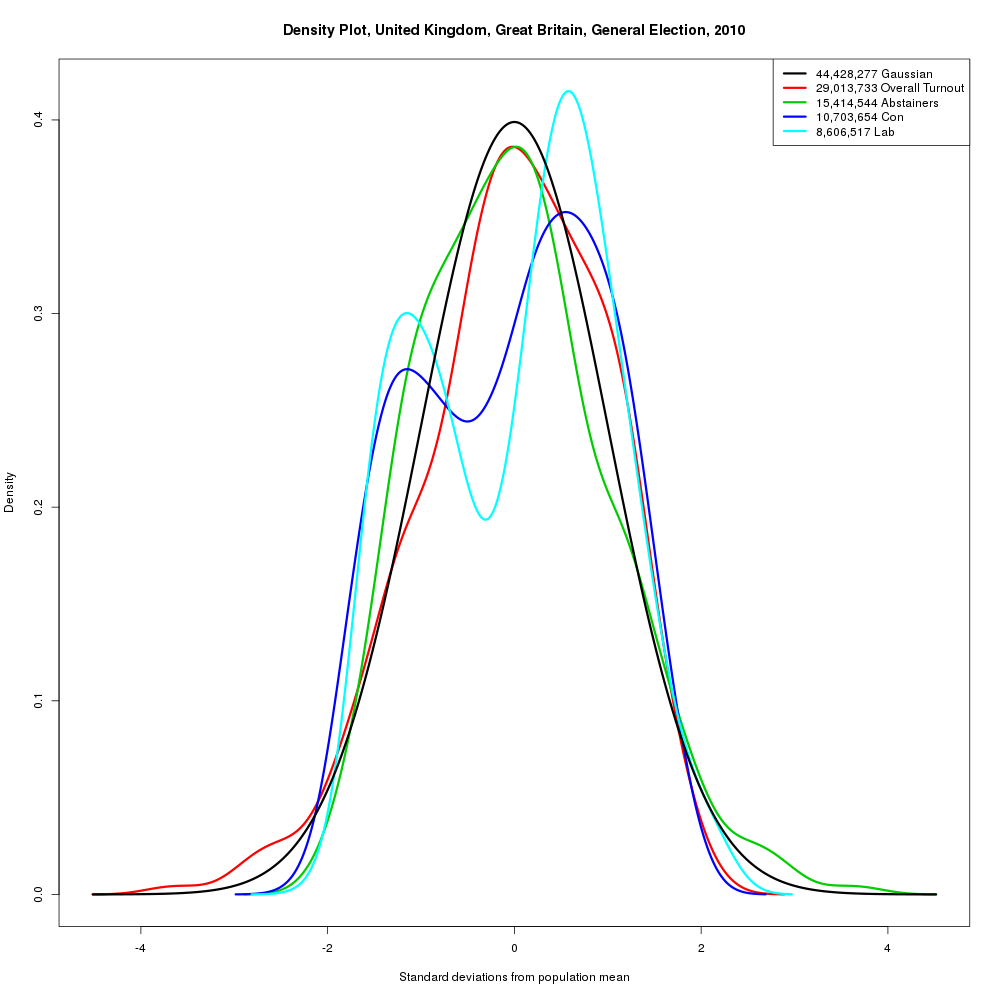 Density Plot, United Kingdom, Great Britain, General Election, 2010
44,428,277 Gaussian
29,013,733 Overall Turnout
15,414,544 Abstainers
10,703,654 Con
8,606,517 Lab
Density
0.4
0.3
0.2
0.1
0.0
-4 -2 0 2 4
Standard deviations from population mean